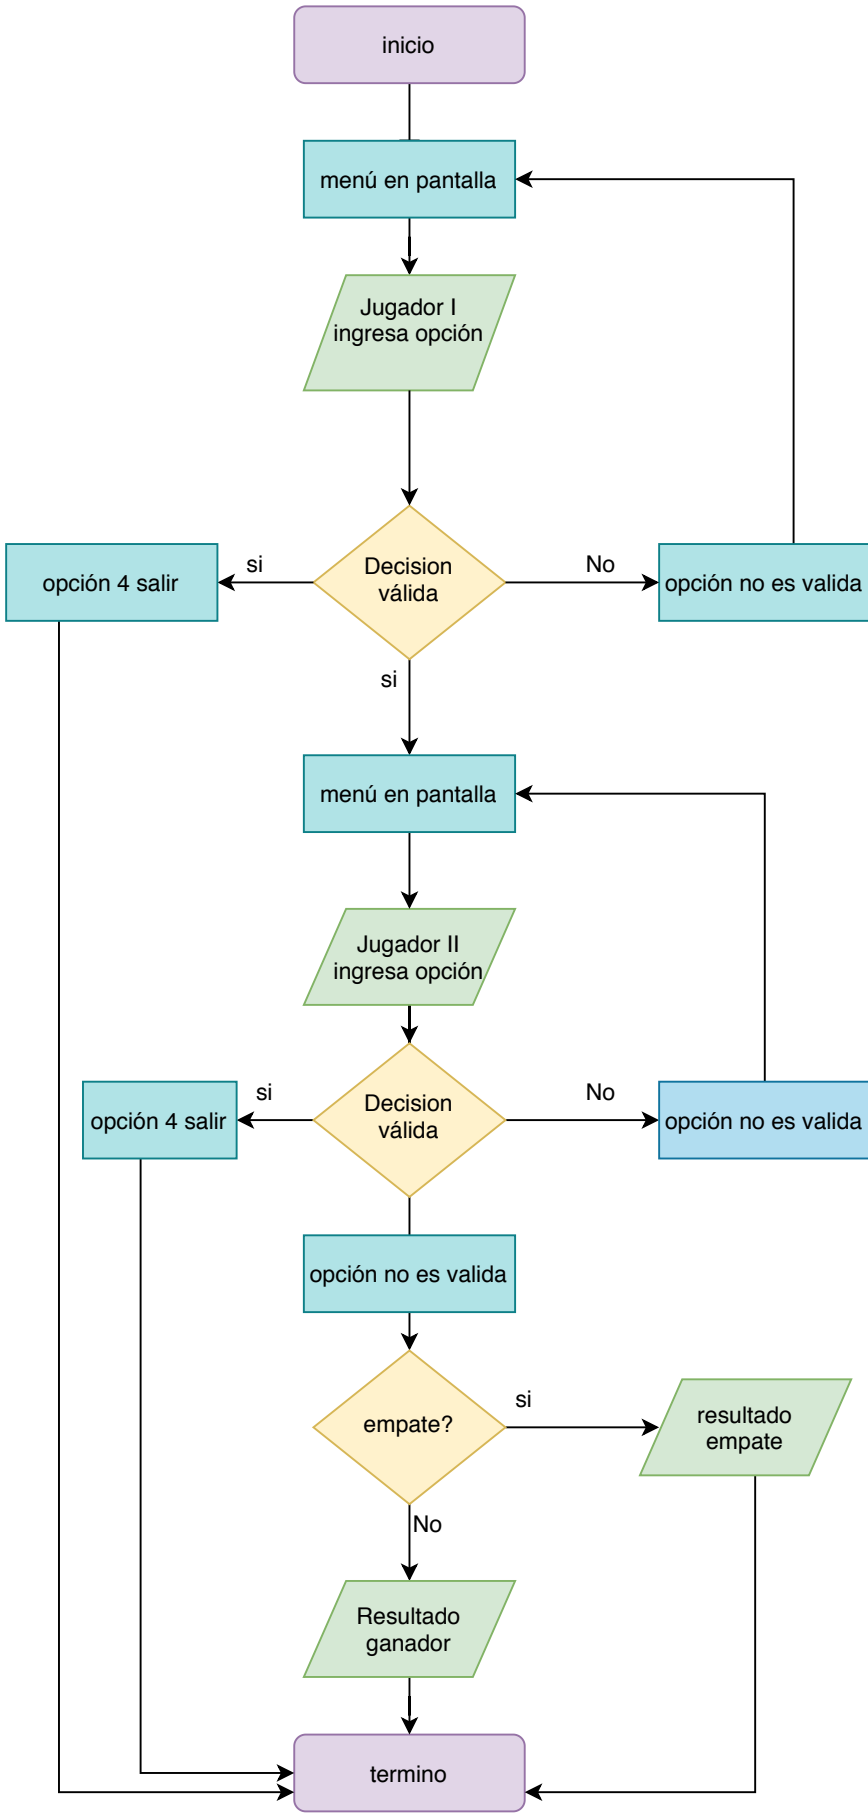 inicio
menú en pantalla
Jugador I
ingresa opción
Decision
válida
si
opción 4 salir
No
opción no es valida
si
menú en pantalla
Jugador II
ingresa opción
Decision
válida
si
opción 4 salir
No
opción no es valida
opción no es valida
empate?
si
resultado
empate
No
Resultado
ganador
termino